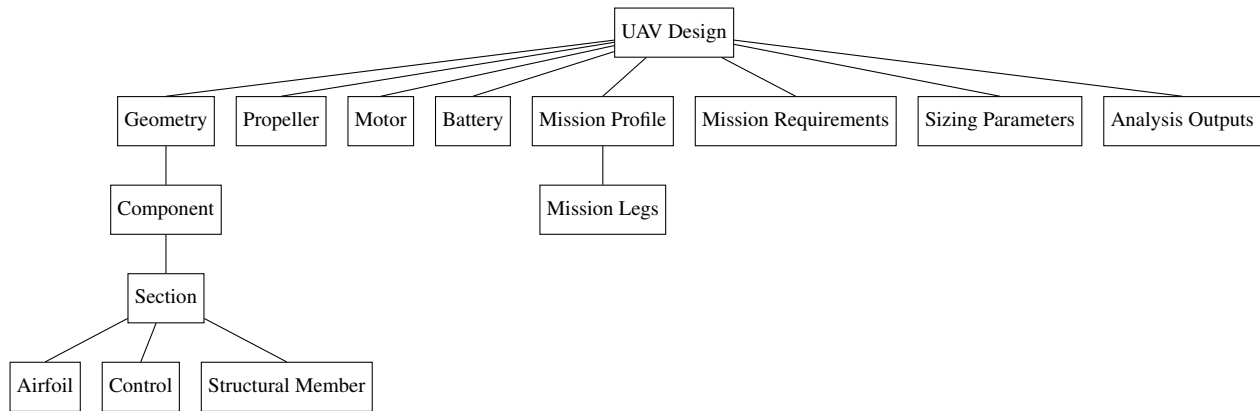 UAV Design
Geometry
Propeller
Motor
Battery
Mission Profile
Mission Requirements
Sizing Parameters
Analysis Outputs
Component
Mission Legs
Section
Airfoil
Control
Structural Member